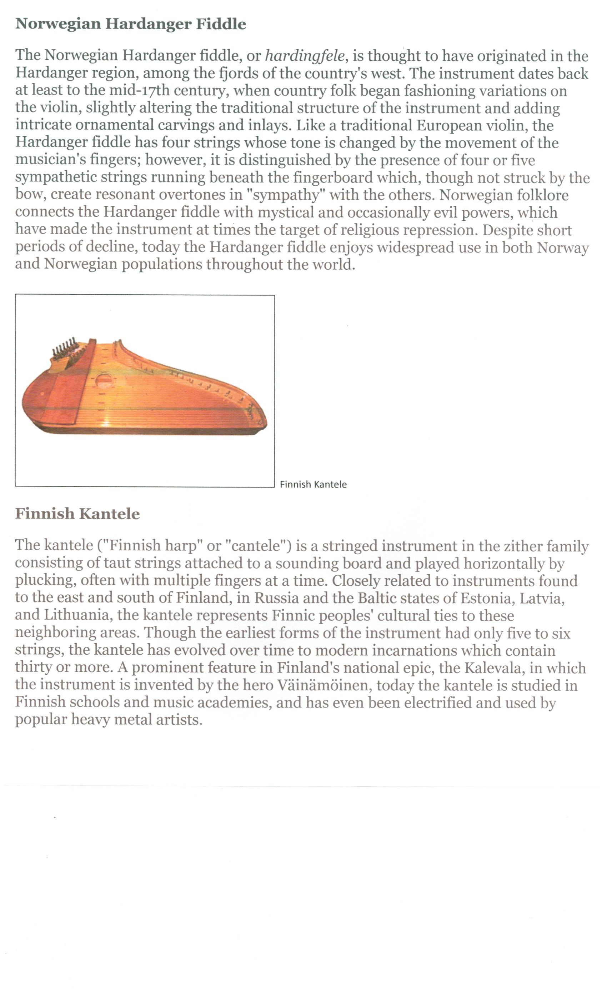 Norwegian Hardanger Fiddle
The Norwegian Hardanger fiddle, or hardingfele, is thought to have originated in the
Hardanger region, among the fjords of the country's west. The instrument dates back
at least to the mid-17th century, when country folk began fashioning variations on
the violin, slightly altering the traditional structure of the instrument and adding
intricate ornamental carvings and inlays. Like a traditional European violin, the
Hardanger fiddle has four strings whose tone is changed by the movement of the
musician's fingers; however, it is distinguished by the presence of four or five
sympathetic strings running beneath the fingerboard which, though not struck by the
bow, create resonant overtones in "sympathy" with the others. Norwegian folklore
connects the Hardanger fiddle with mystical and occasionally evil powers, which
have made the instrument at times the target of religious repression. Despite short
periods of decline, today the Hardanger fiddle enjoys widespread use in both Norway
and Norwegian populations throughout the world.
Finnish Kantele
Finnish Kantele
The kantele ("Finnish harp" or "cantele") is a stringed instrument in the zither family
consisting of taut strings attached to a sounding board and played horizontally by
plucking, often with multiple fingers at a time. Closely related to instruments found
to the east and south of Finland, in Russia and the Baltic states of Estonia, Latvia,
and Lithuania, the kantele represents Finnic peoples' cultural ties to these
neighboring areas. Though the earliest forms of the instrument had only five to six
strings, the kantele has evolved over time to modern incarnations which contain
thirty or more. A prominent feature in Finland's national epic, the Kalevala, in which
the instrument is invented by the hero Väinämöinen, today the kantele is studied in
Finnish schools and music academies, and has even been electrified and used by
popular heavy metal artists.